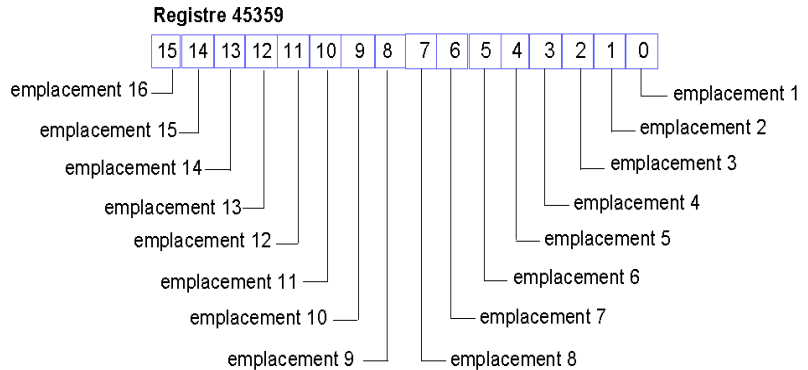 Registre 45359
15 14 13 12 11 10 9 8 7 6 5 4 3 2 1 0
emplacement 16
emplacement 1
emplacement 15
emplacement 2
emplacement 14
emplacement 3
emplacement 13
emplacement 4
emplacement 12
emplacement 5
emplacement 11
emplacement 6
emplacement 10
emplacement 7
emplacement 9
emplacement 8